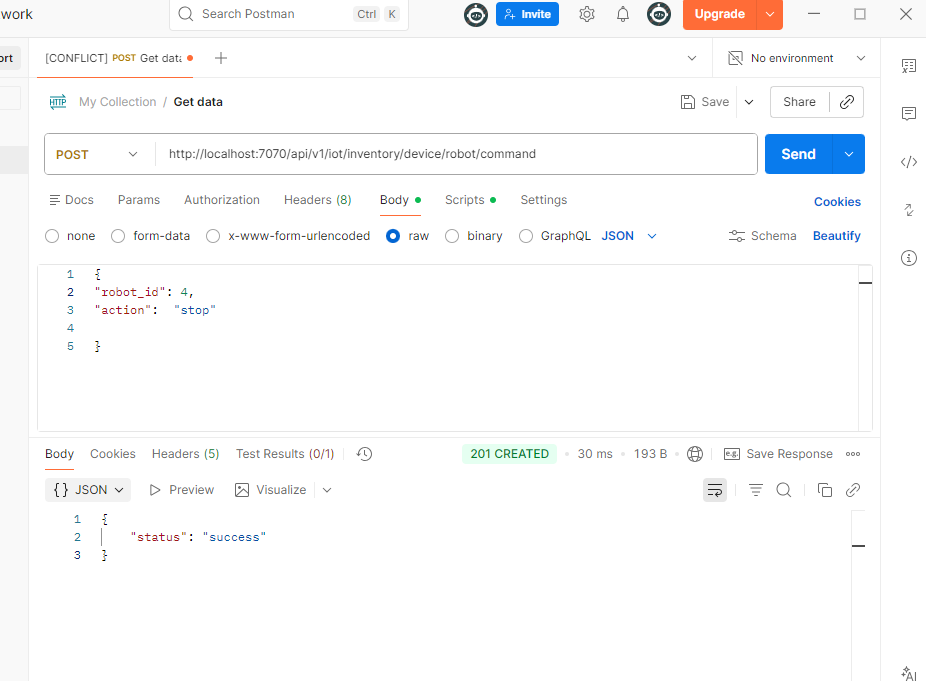 work
Search Postman
Ctrl K
Invite
Upgrade
ort
[CONFLICT] POST Get data
No environment
HTTP My Collection / Get data
Save
Share
POST
http://localhost:7070/api/v1/iot/inventory/device/robot/command
Send
Docs Params Authorization Headers (8) Body Scripts Settings
Cookies
none form-data x-www-form-urlencoded raw binary GraphQL JSON
Schema Beautify
1 {
2 "robot_id": 4,
3 "action": "stop"
4
5 }
Body Cookies Headers (5) Test Results (0/1)
201 CREATED • 30 ms • 193 B • e.g. Save Response
{} JSON Preview Visualize
1 {
2 "status": "success"
3 }
AI